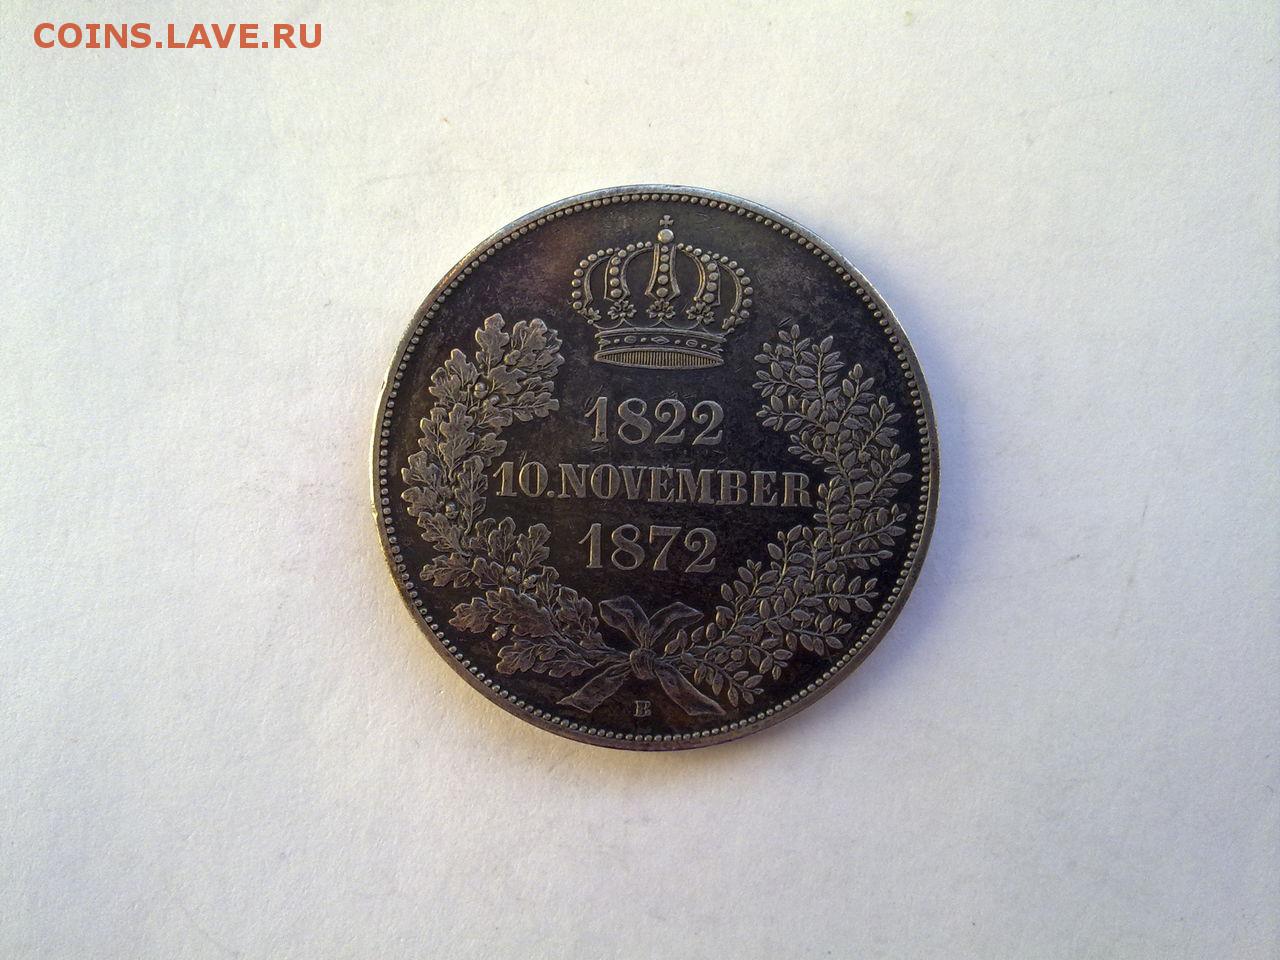 COINS.LAVE.RU
1822
10.NOVEMBER
1872
B